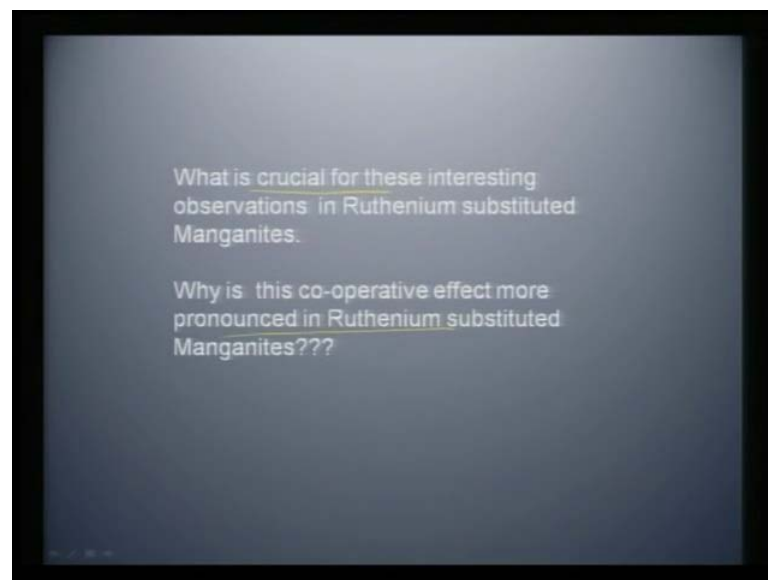 What is crucial for these interesting
observations in Ruthenium substituted
Manganites.
Why is this co-operative effect more
pronounced in Ruthenium substituted
Manganites???